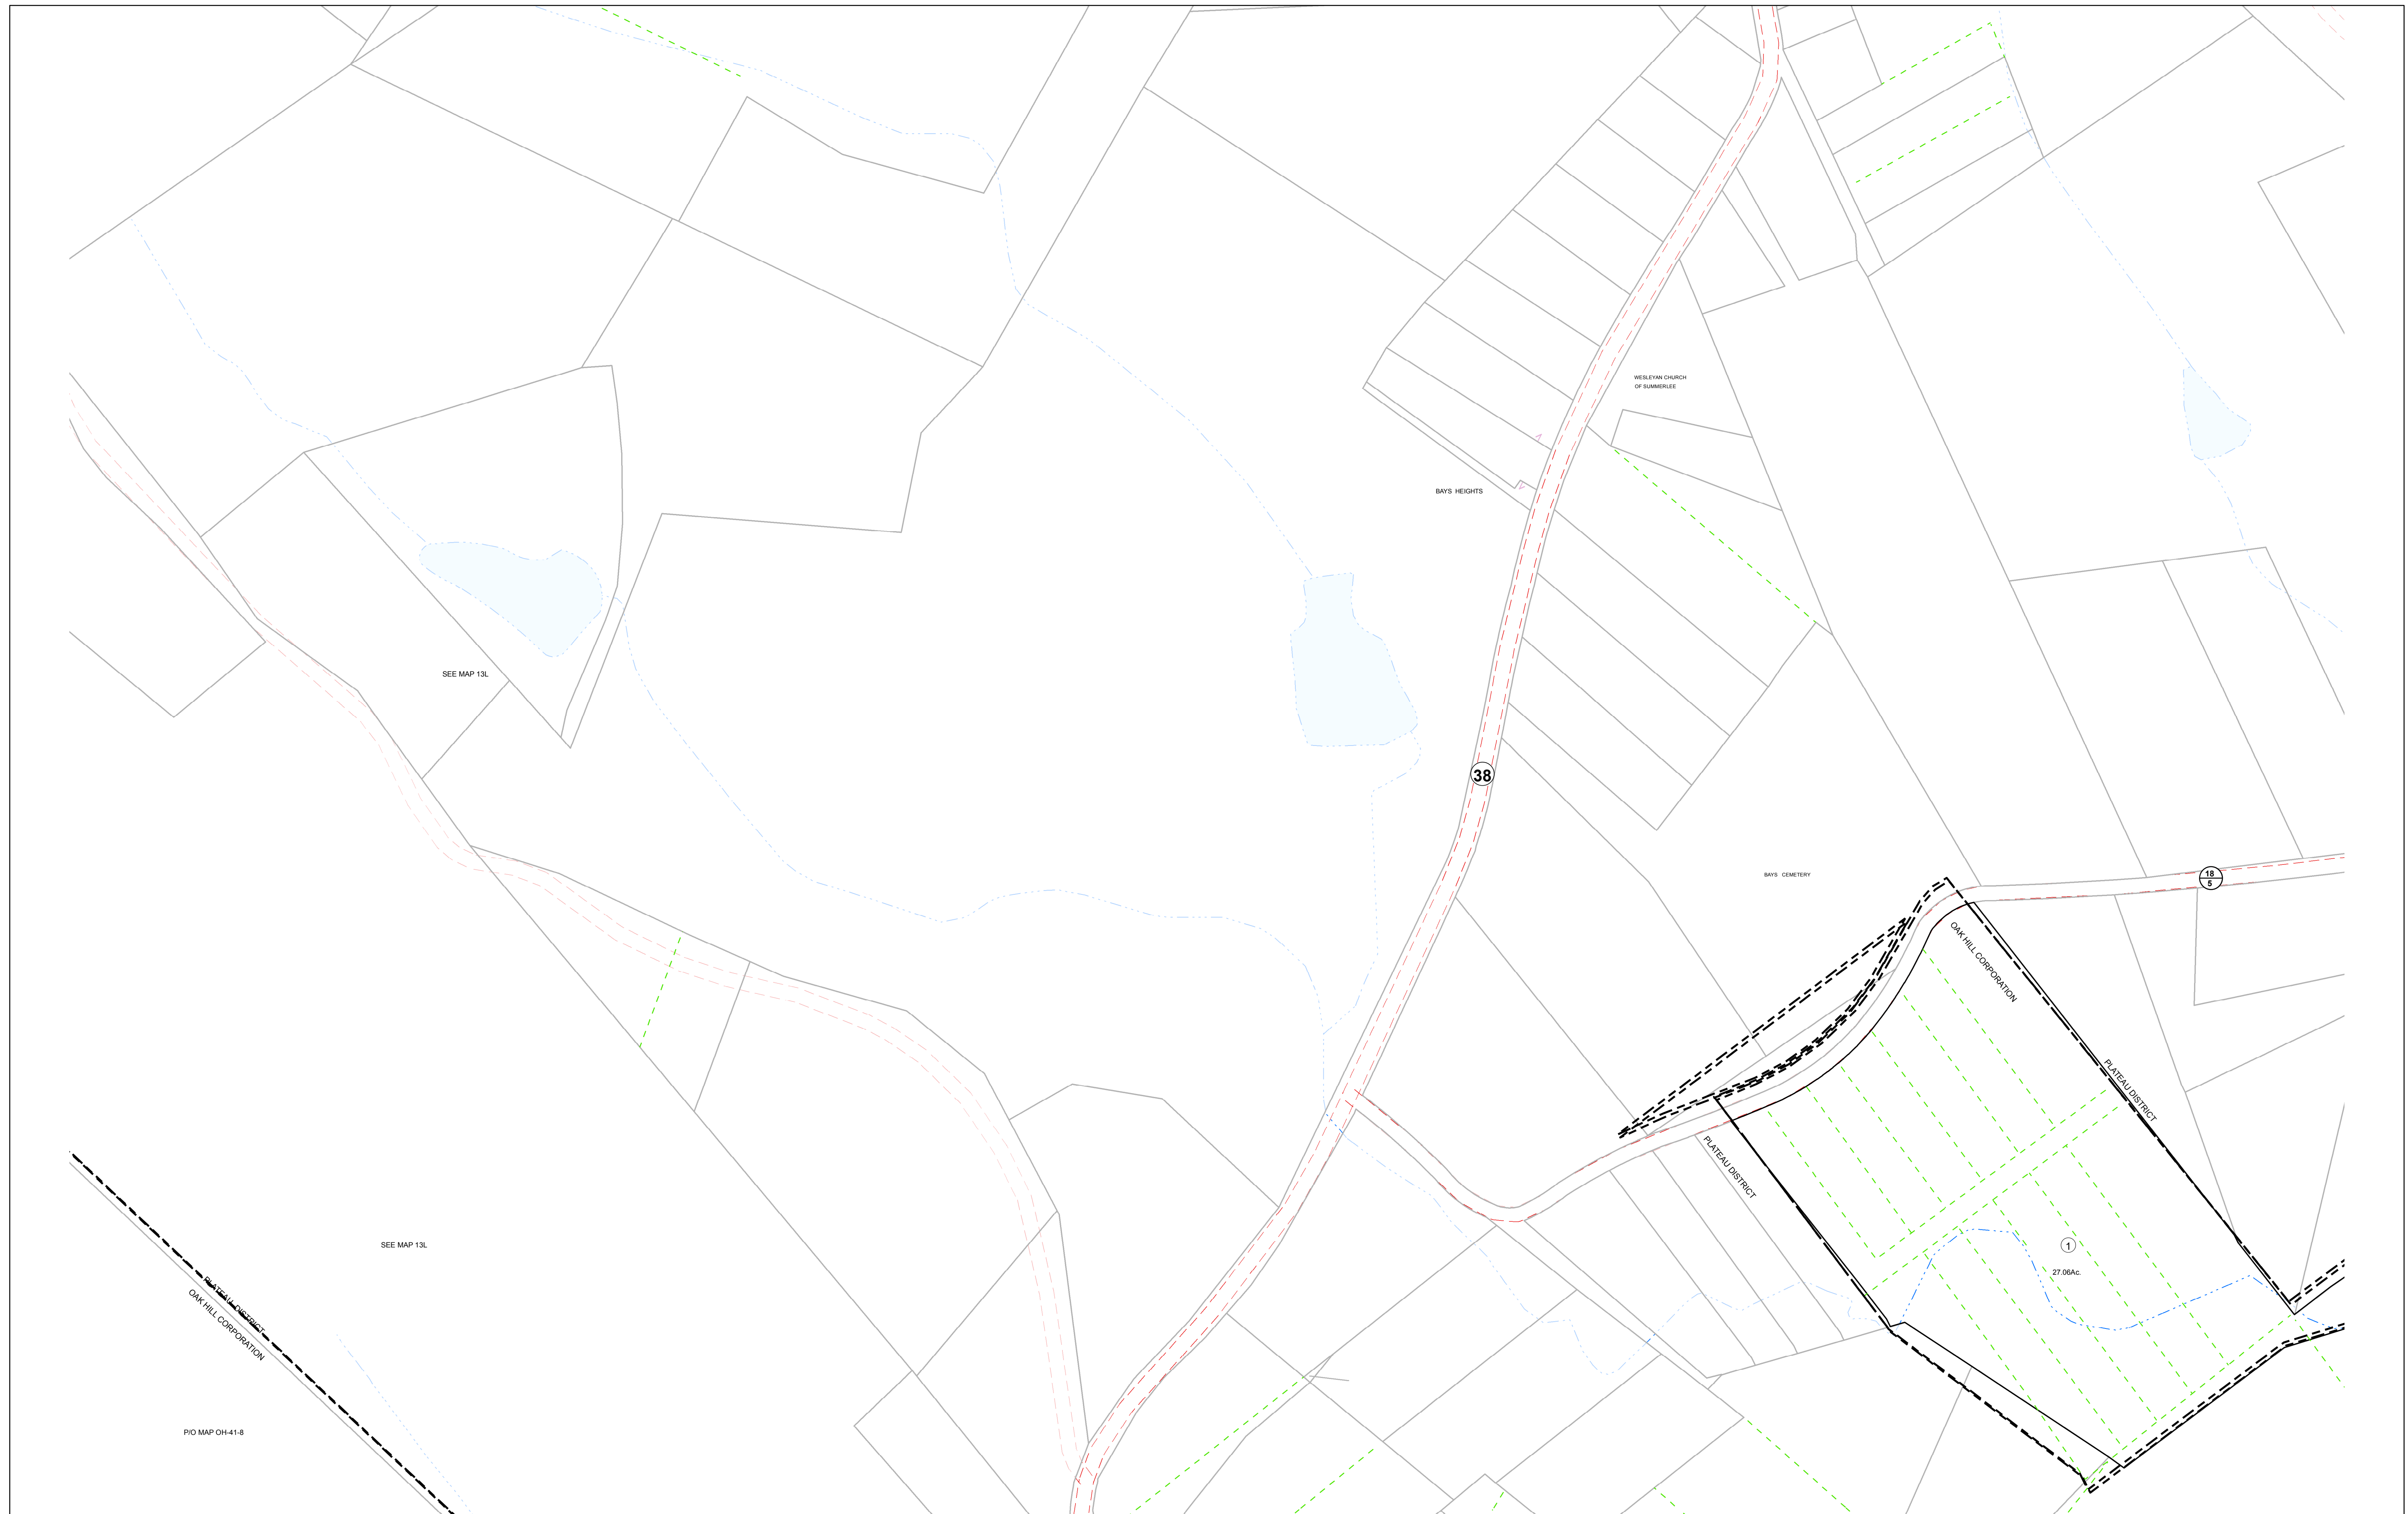 WESLEYAN CHURCH
OF SUMMERLEE
BAYS HEIGHTS
SEE MAP 13L
38
BAYS CEMETERY
18
5
OAK HILL CORPORATION
PLATEAU DISTRICT
PLATEAU DISTRICT
1
27.06Ac.
SEE MAP 13L
PLATEAU DISTRICT
OAK HILL CORPORATION
P/O MAP OH-41-8